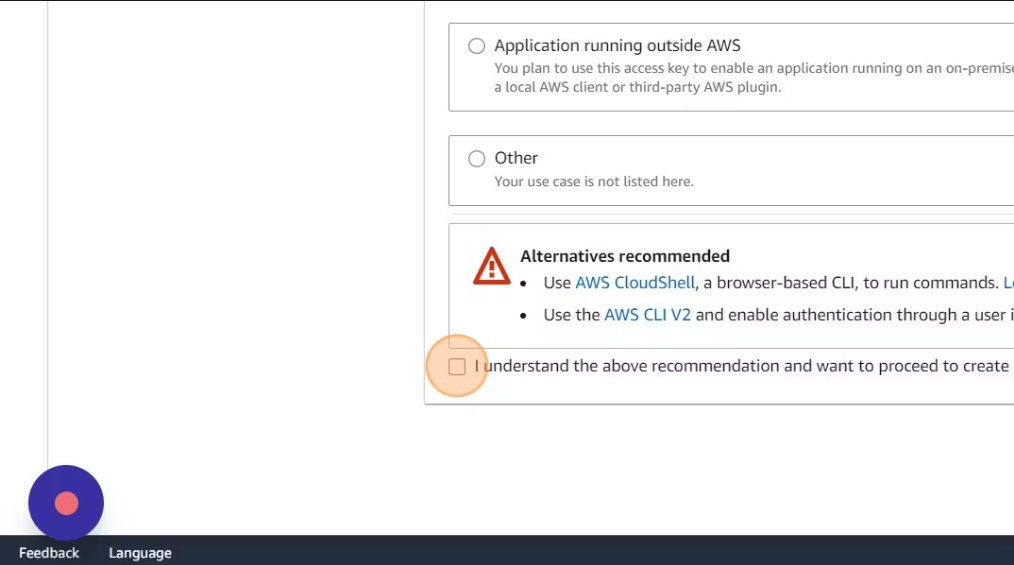 Application running outside AWS
You plan to use this access key to enable an application running on an on-premise
a local AWS client or third-party AWS plugin.
Other
Your use case is not listed here.
Alternatives recommended
• Use AWS CloudShell, a browser-based CLI, to run commands.
• Use the AWS CLI V2 and enable authentication through a user
I understand the above recommendation and want to proceed to create
Feedback Language